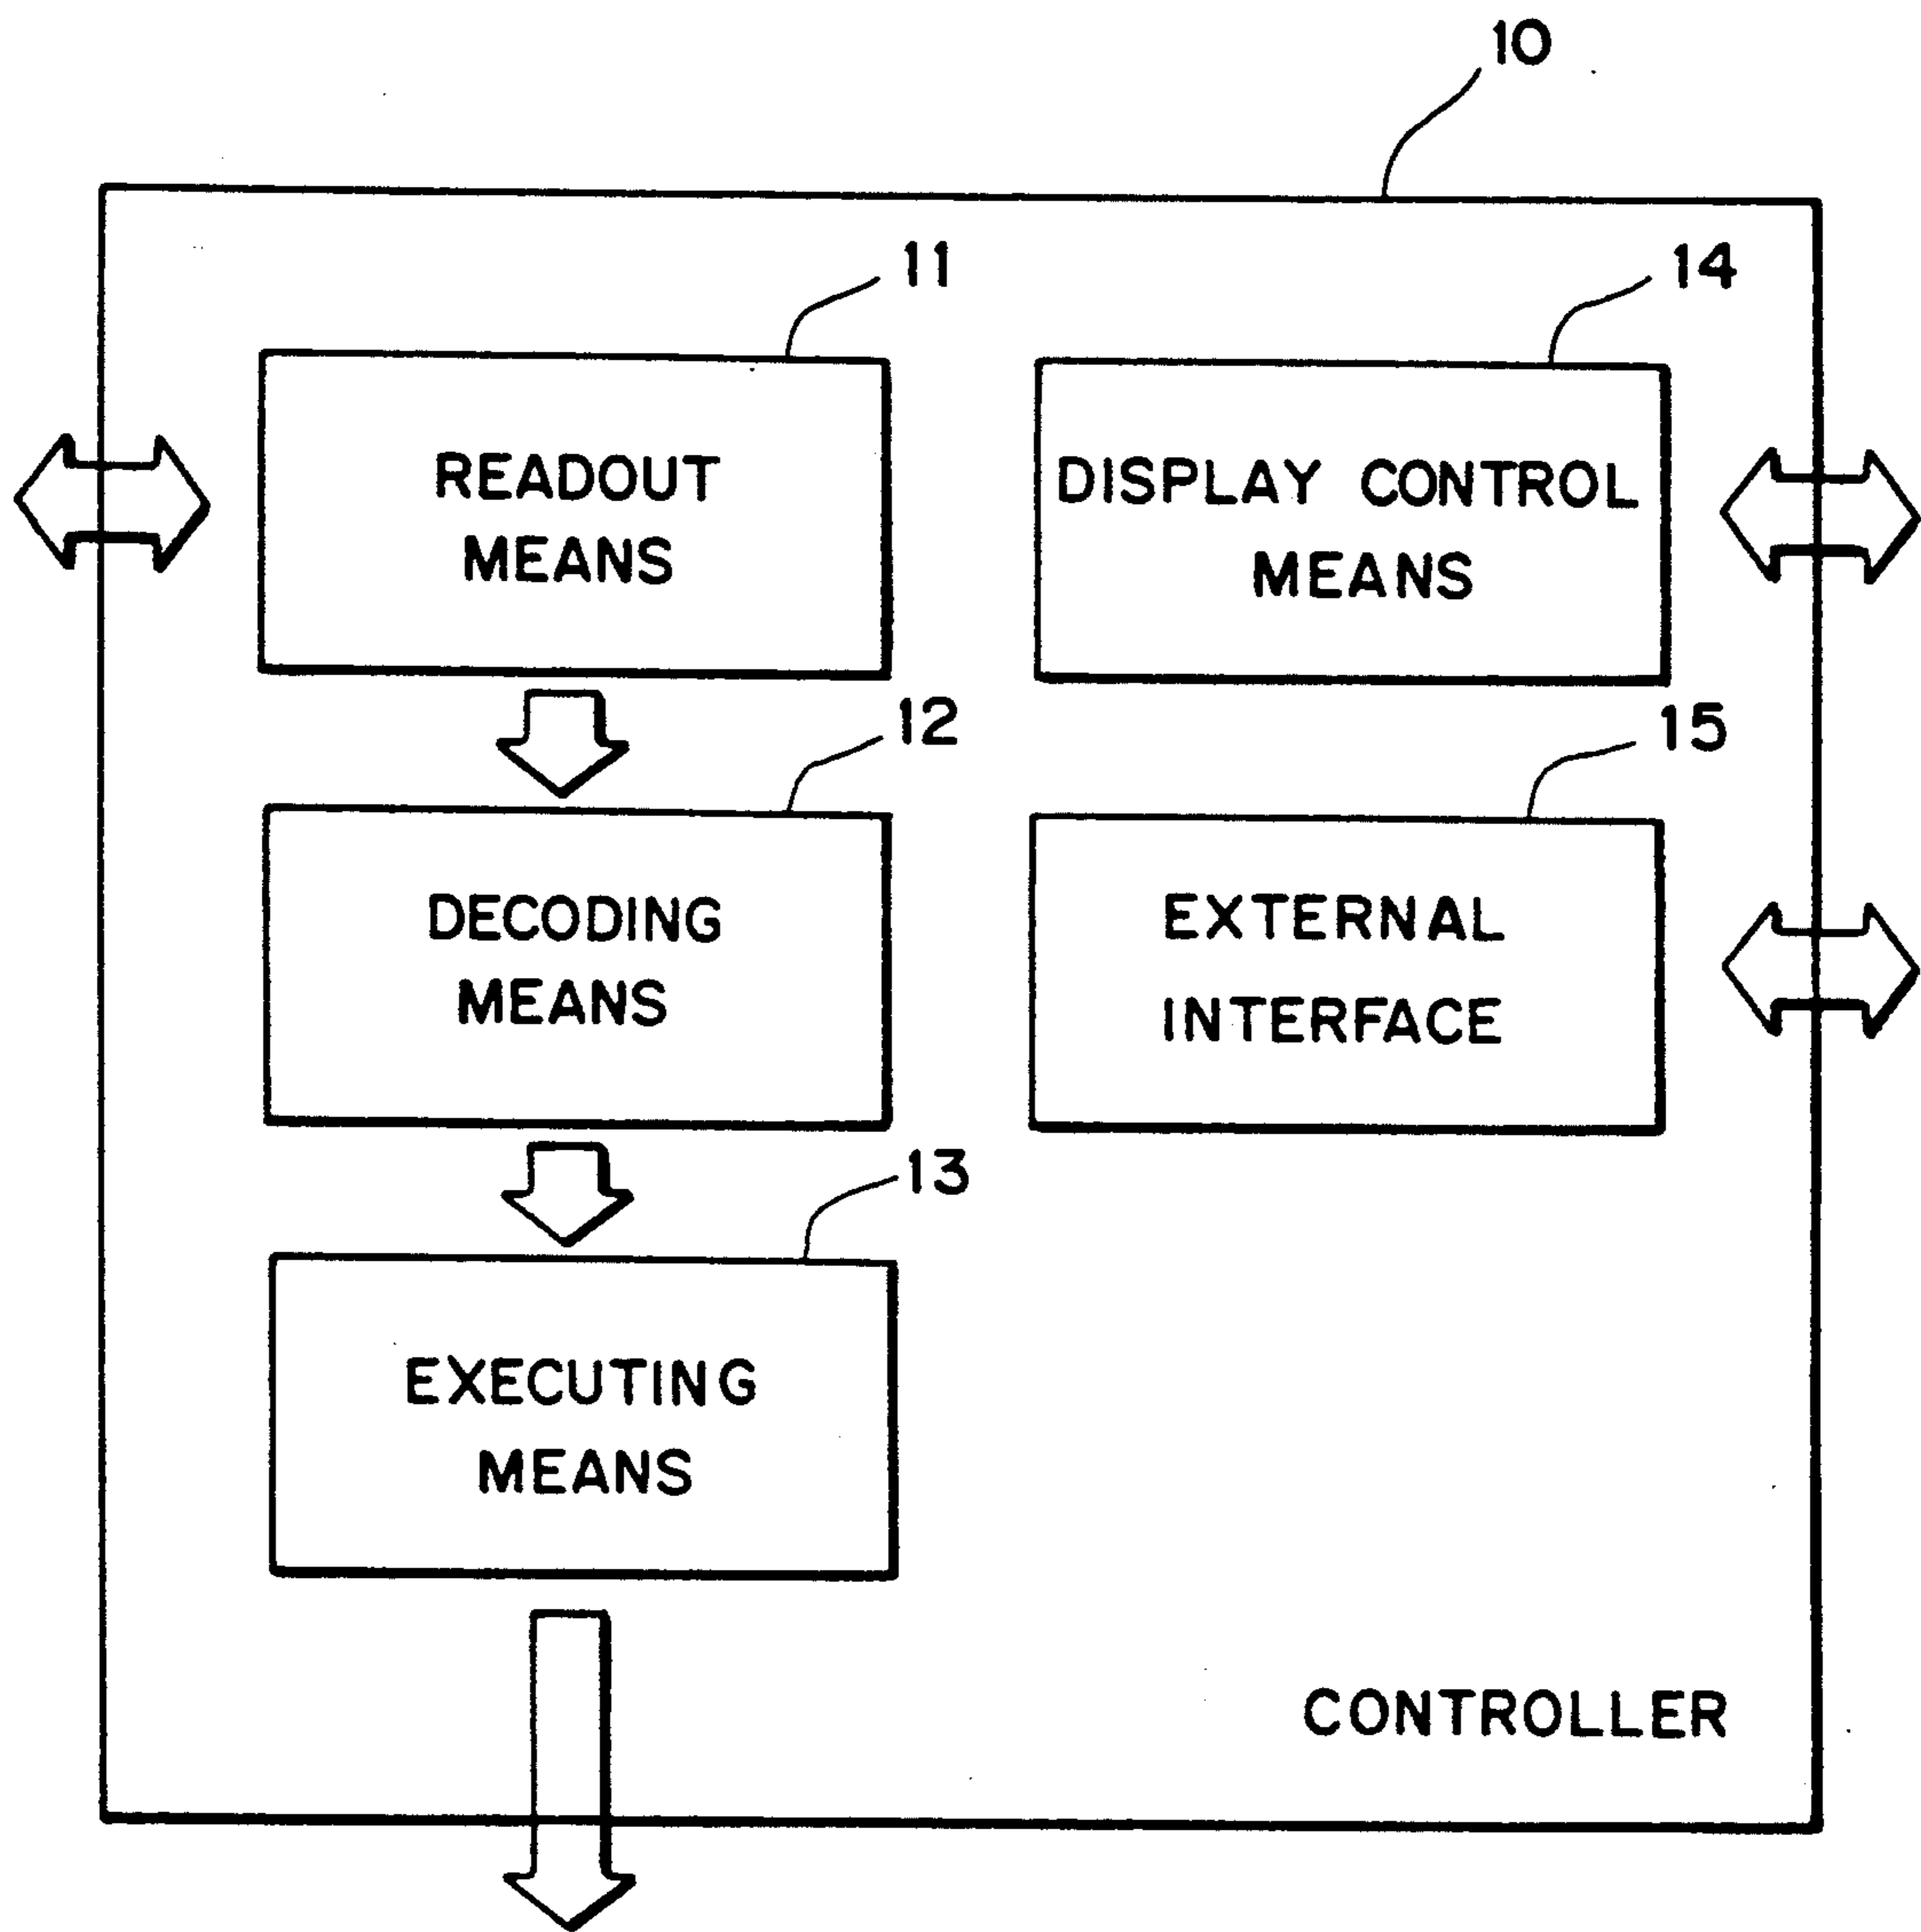 10
11
14
READOUT
MEANS
DISPLAY CONTROL
MEANS
12
15
DECODING
MEANS
EXTERNAL
INTERFACE
13
EXECUTING
MEANS
CONTROLLER